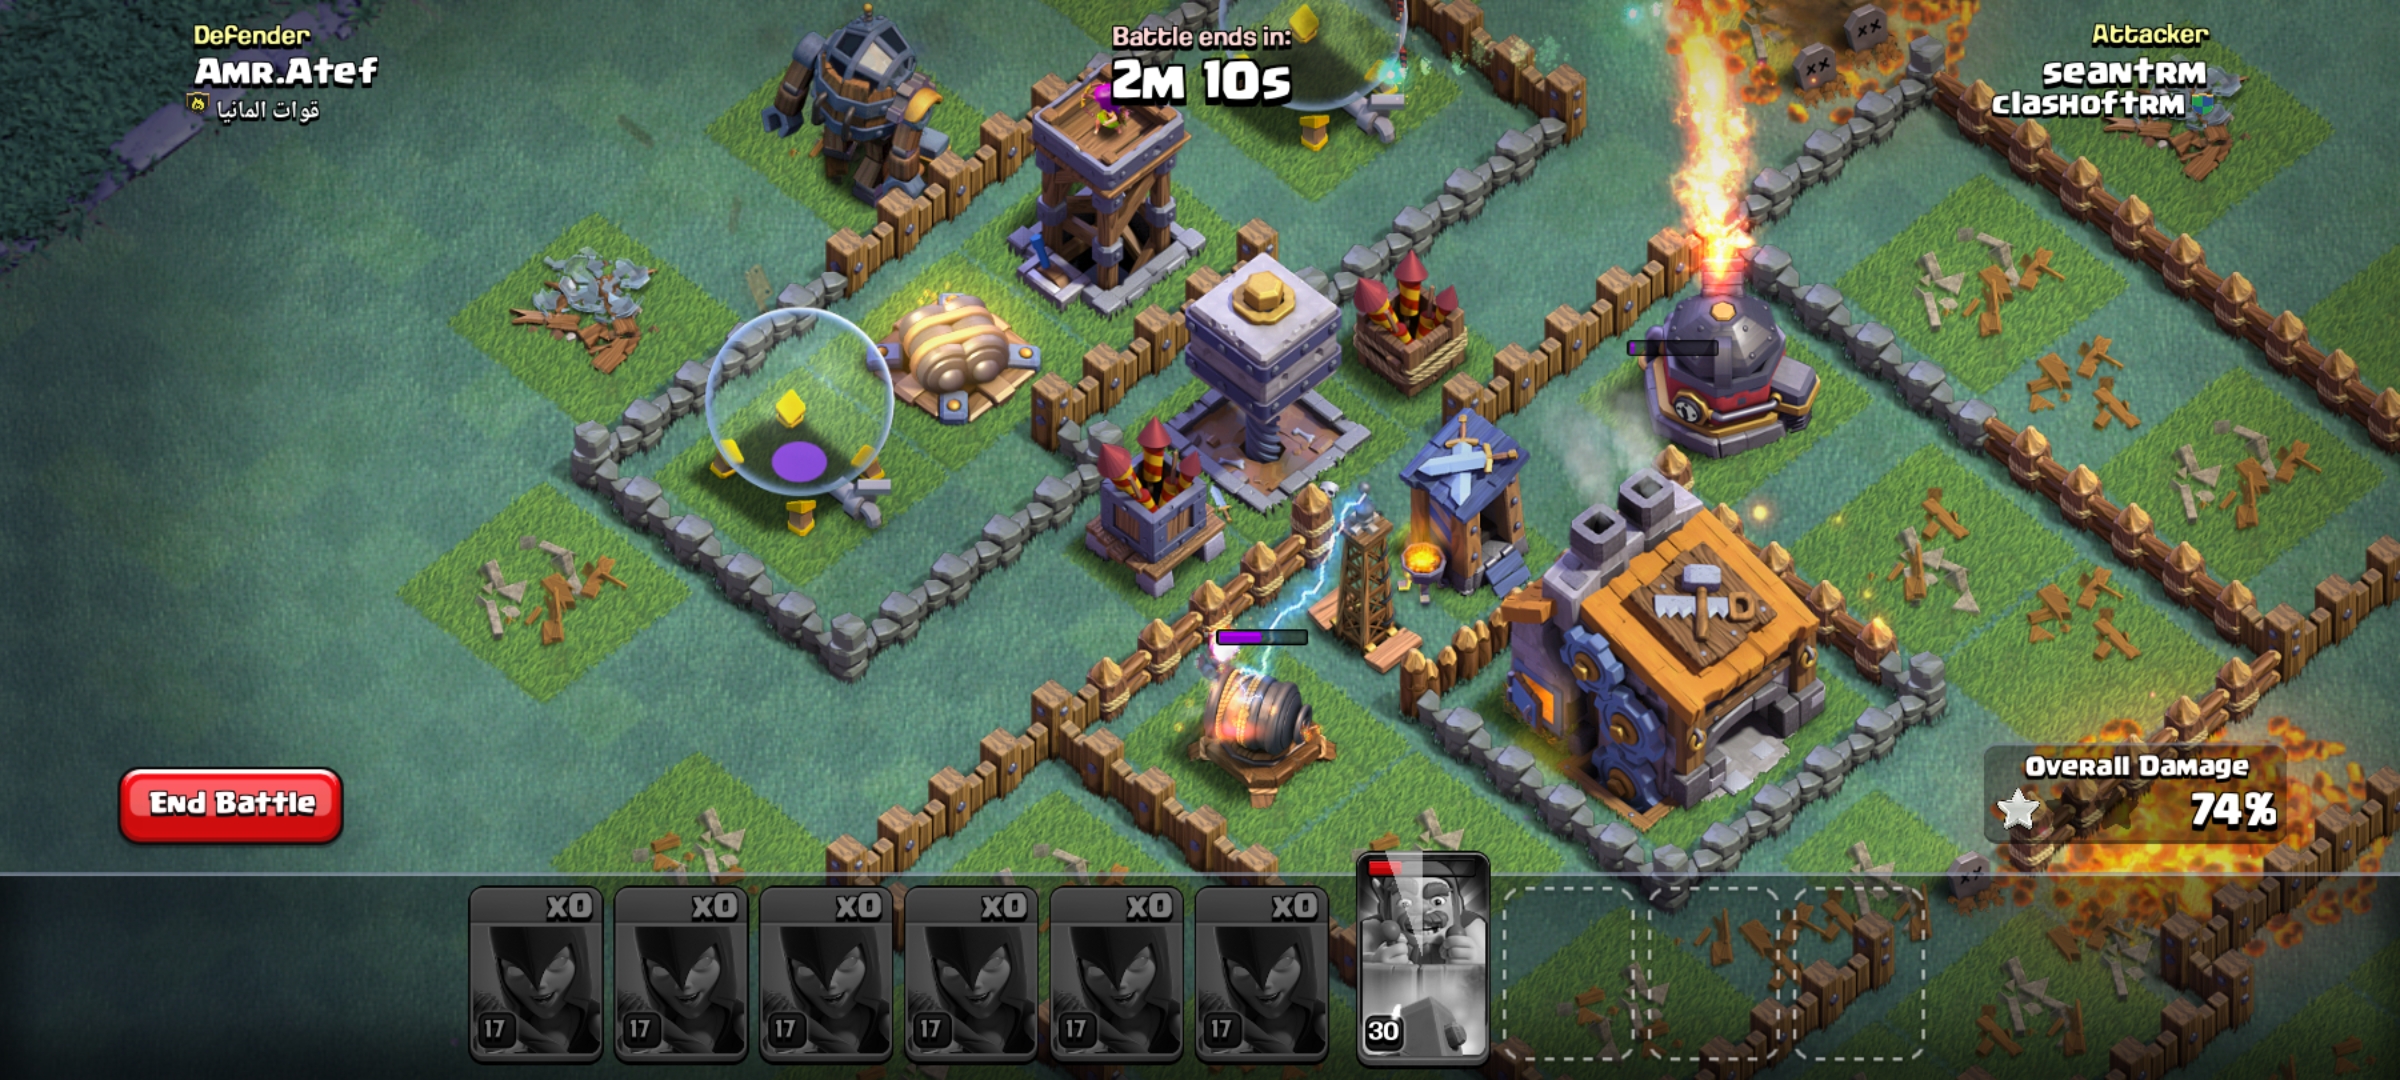 Defender
Amr.Atef
قوات المانيا
Battle ends in:
2m 10s
Attacker
seantrm
clashoftrm
End Battle
Overall Damage
74%
x0
x0
x0
x0
x0
x0
17
17
17
17
17
17
30